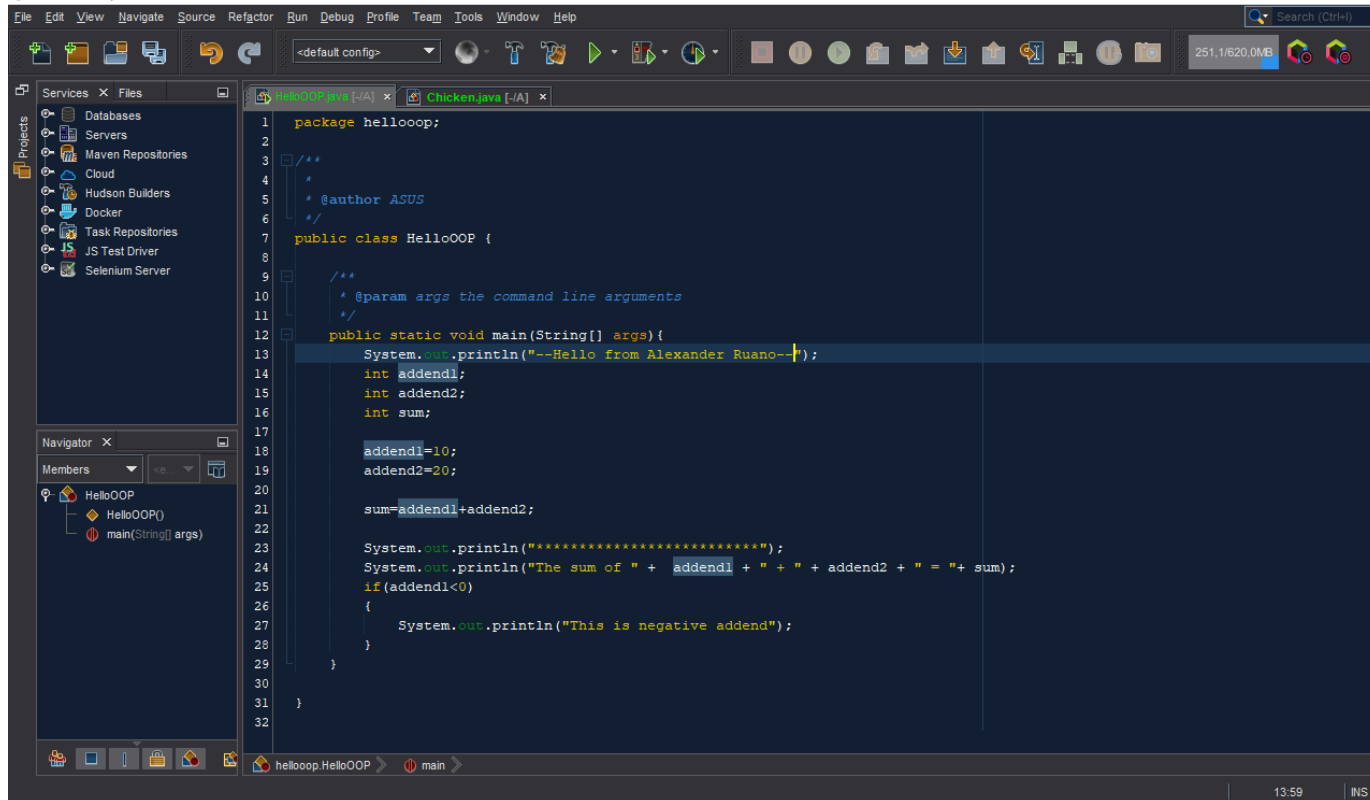 File Edit View Navigate Source Refactor Run Debug Profile Team Tools Window Help
Search (Ctrl+I)
<default config>
251,1/620,0MB
Projects
Services Files
Databases
Servers
Maven Repositories
Cloud
Hudson Builders
Docker
Task Repositories
JS Test Driver
Selenium Server
Navigator
Members
<e...
HelloOOP
HelloOOP()
main(String[] args)
HelloOOP.java [-/A] Chicken.java [-/A]
1 package hellooop;
2
3 /**
4 *
5 * @author ASUS
6 */
7 public class HelloOOP {
8
9 /**
10 * @param args the command line arguments
11 */
12 public static void main(String[] args){
13 System.out.println("--Hello from Alexander Ruano--");
14 int addend1;
15 int addend2;
16 int sum;
17
18 addend1=10;
19 addend2=20;
20
21 sum=addend1+addend2;
22
23 System.out.println("**************************");
24 System.out.println("The sum of " + addend1 + " + " + addend2 + " = "+ sum);
25 if(addend1<0)
26 {
27 System.out.println("This is negative addend");
28 }
29 }
30
31 }
32
hellooop.HelloOOP main
13:59 INS